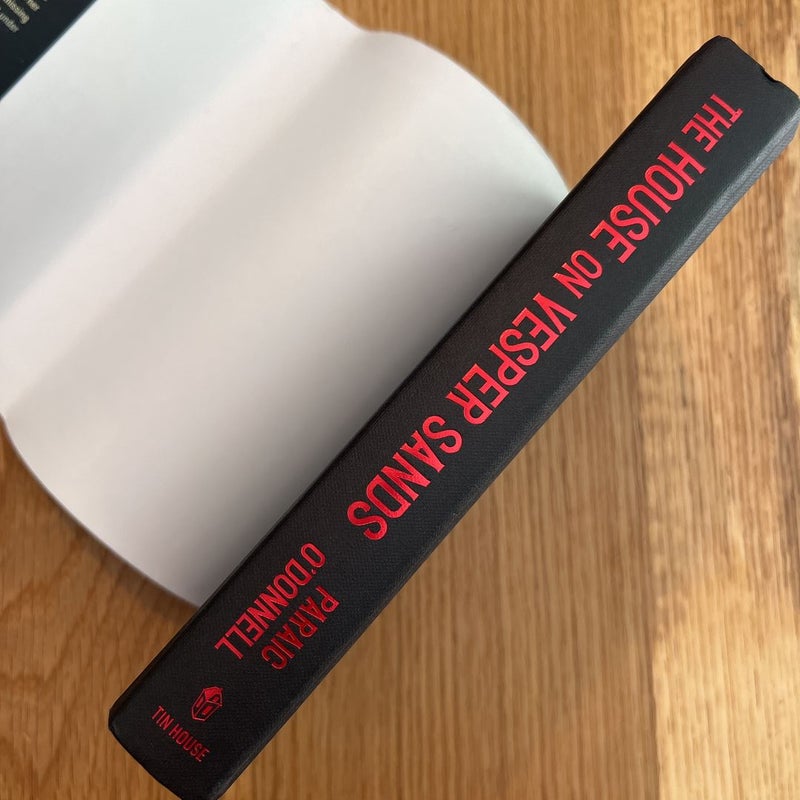 THE HOUSE ON VESPER SANDS
PARAIC
O'DONNELL
TIN HOUSE